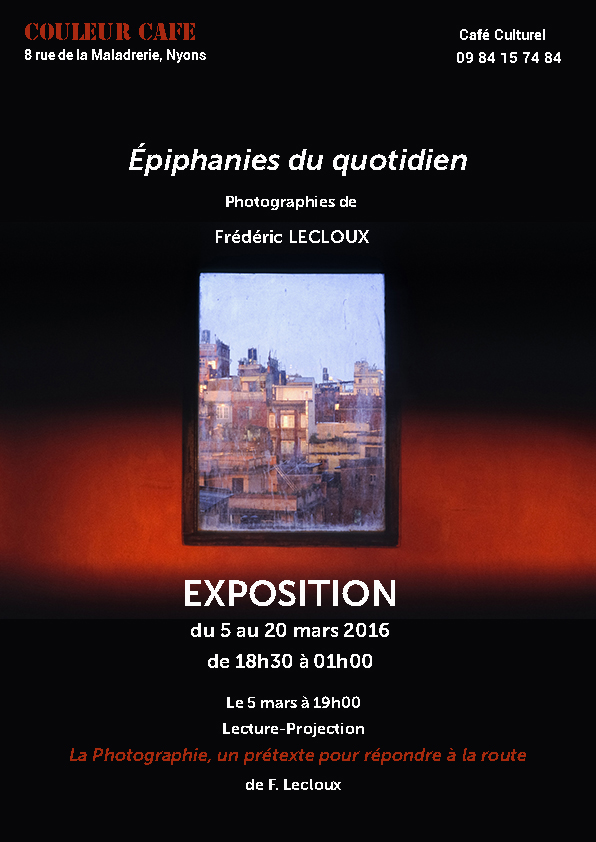 COULEUR CAFE
8 rue de la Maladrerie, Nyons
Café Culturel
09 84 15 74 84
Épiphanies du quotidien
Photographies de
Frédéric LECLOUX
EXPOSITION
du 5 au 20 mars 2016
de 18h30 à 01h00
Le 5 mars à 19h00
Lecture-Projection
La Photographie, un prétexte pour répondre à la route
de F. Lecloux